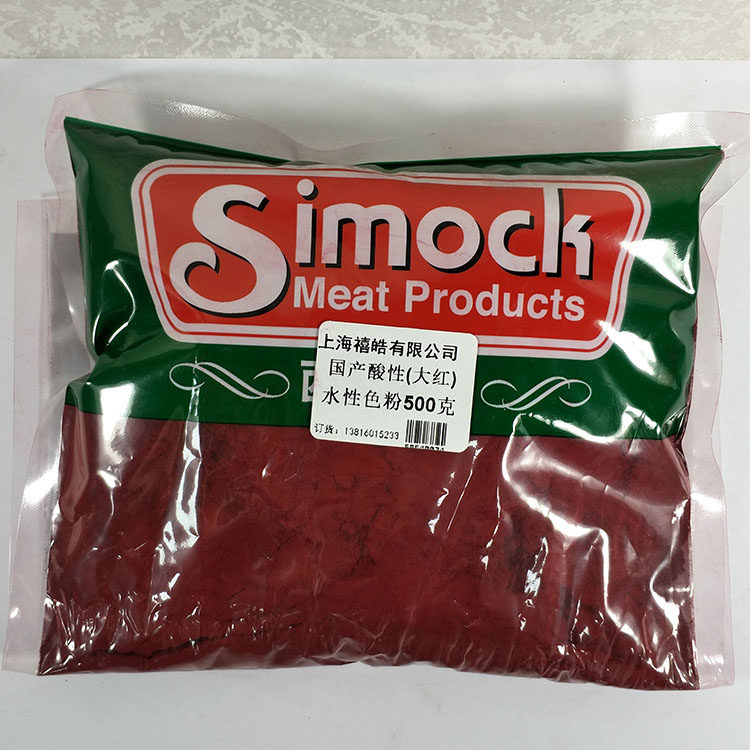 Simock
Meat Products
上海禧皓有限公司
国产酸性(大红)
水性色粉500克
订货：13816015233